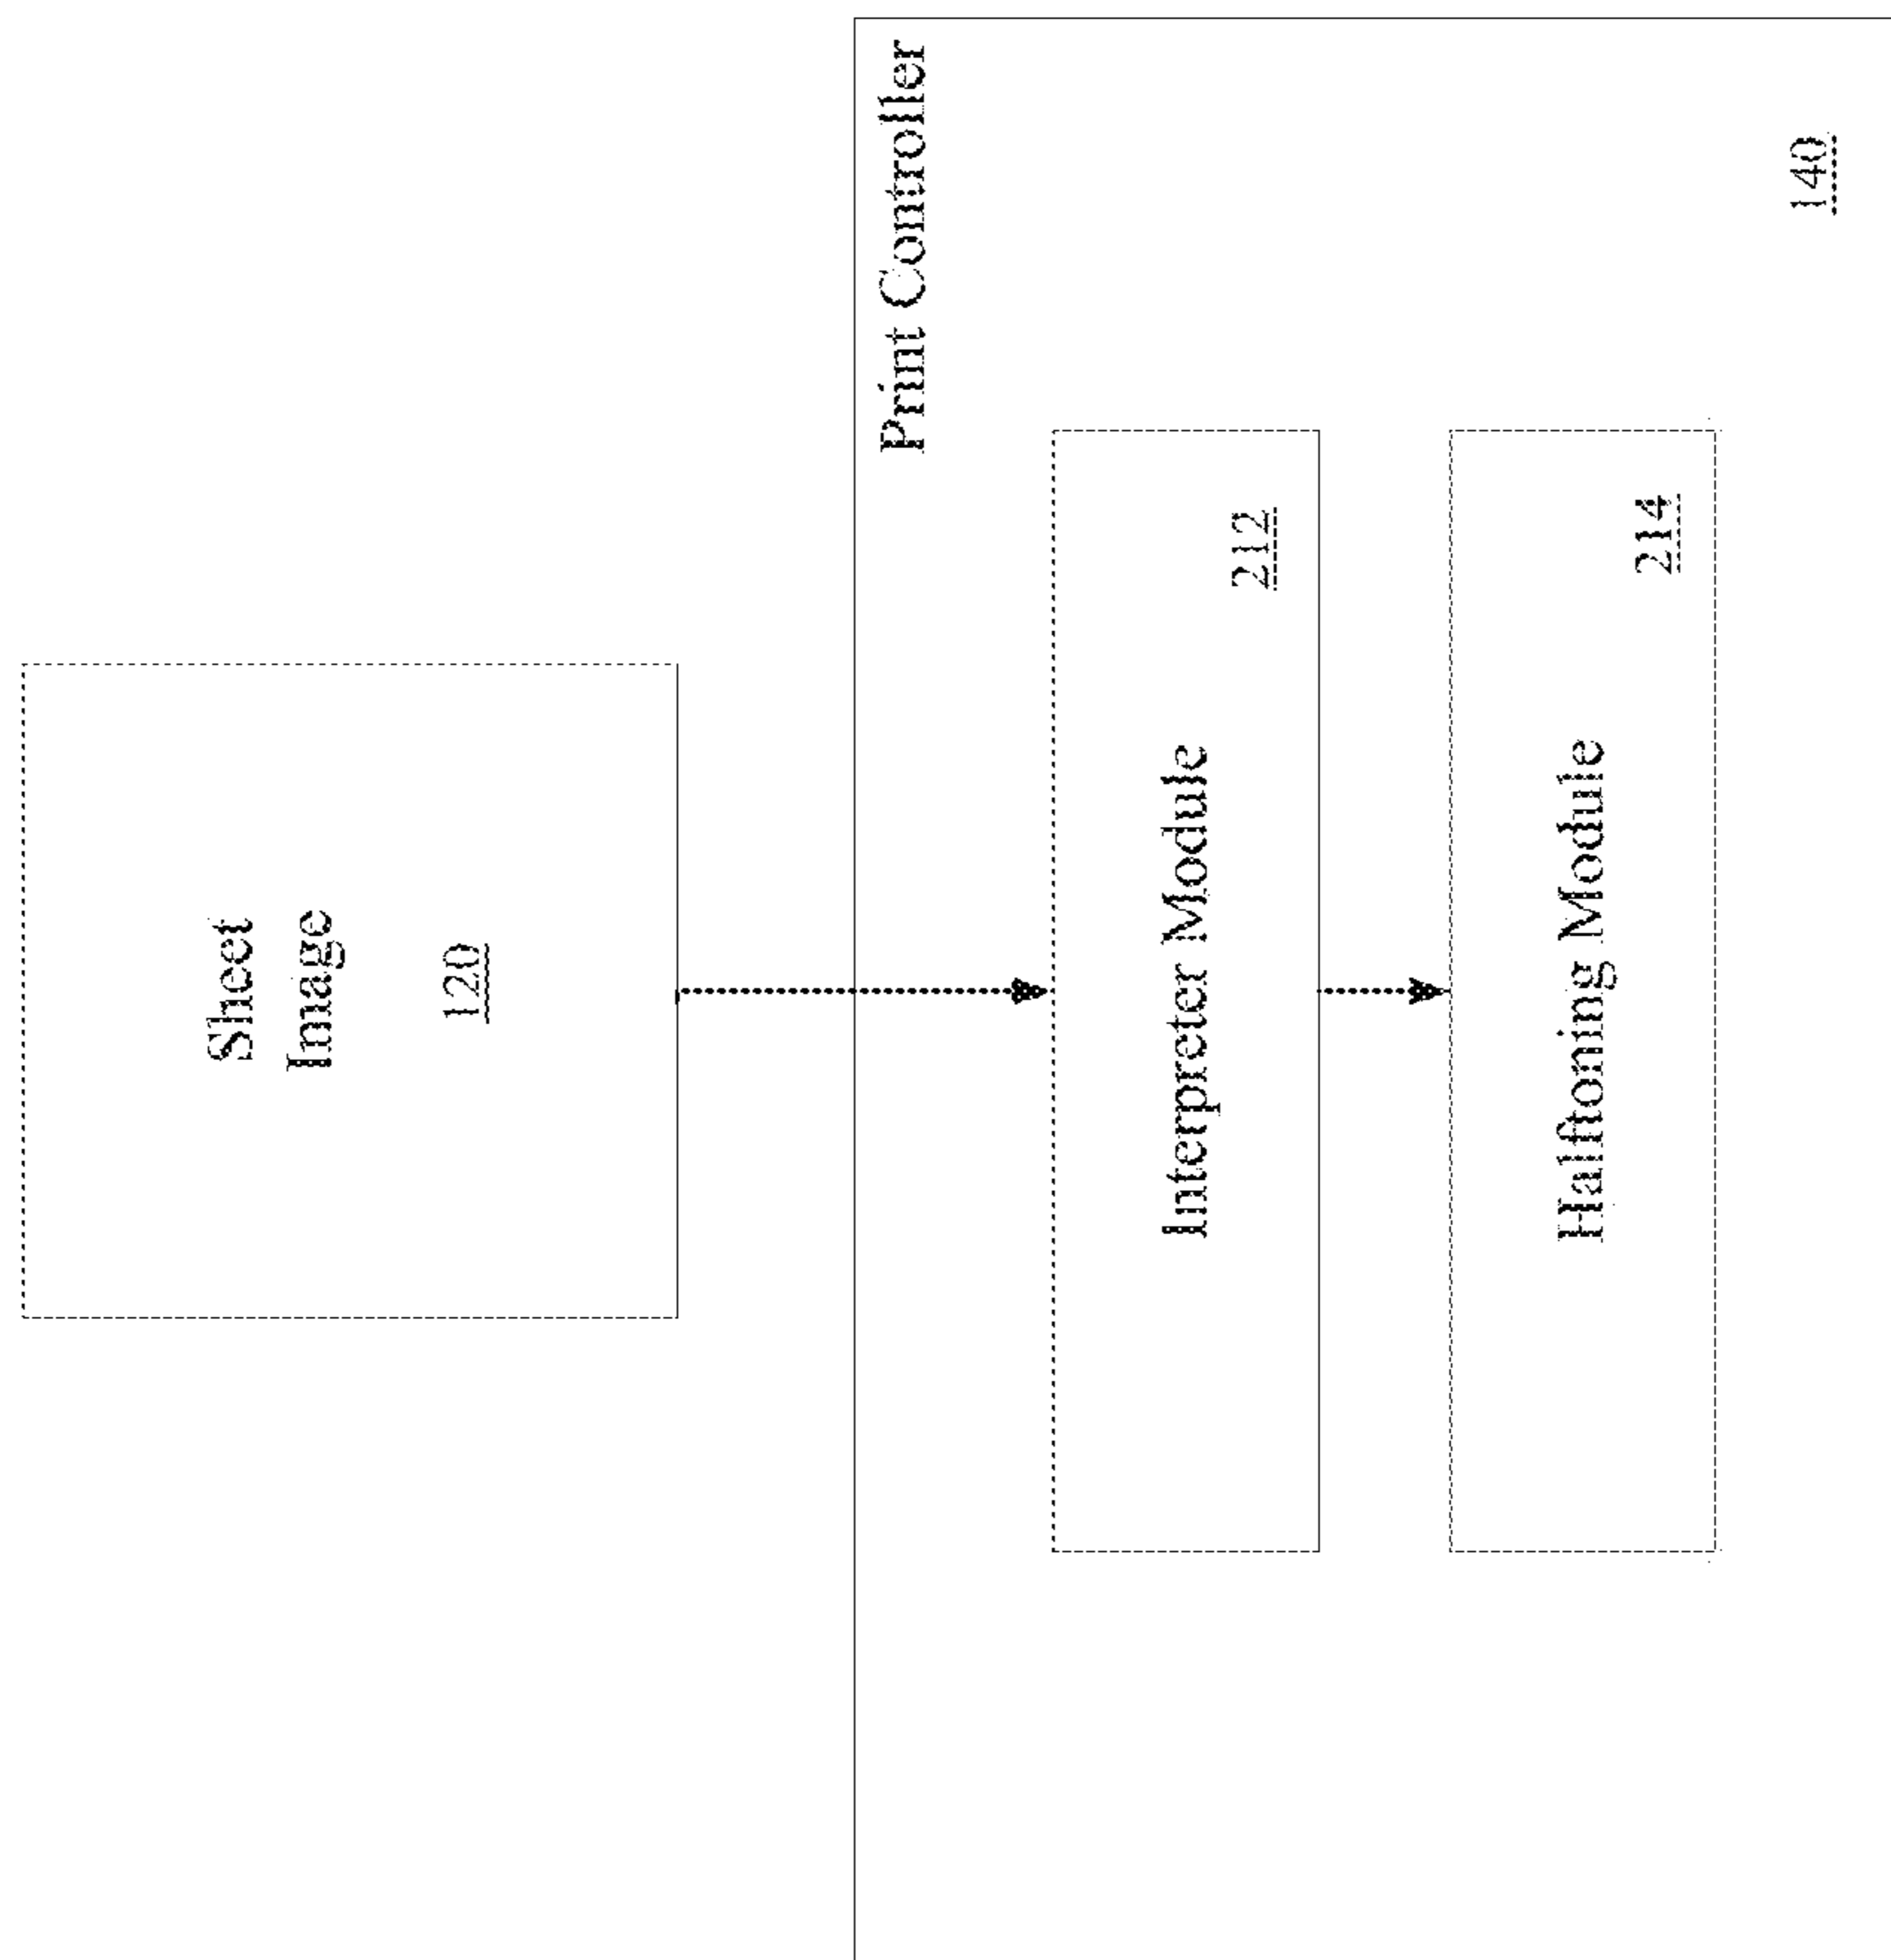 Sheet
Image
120
Print Controller
Interpreter Module
212
Halftoning Module
214
140